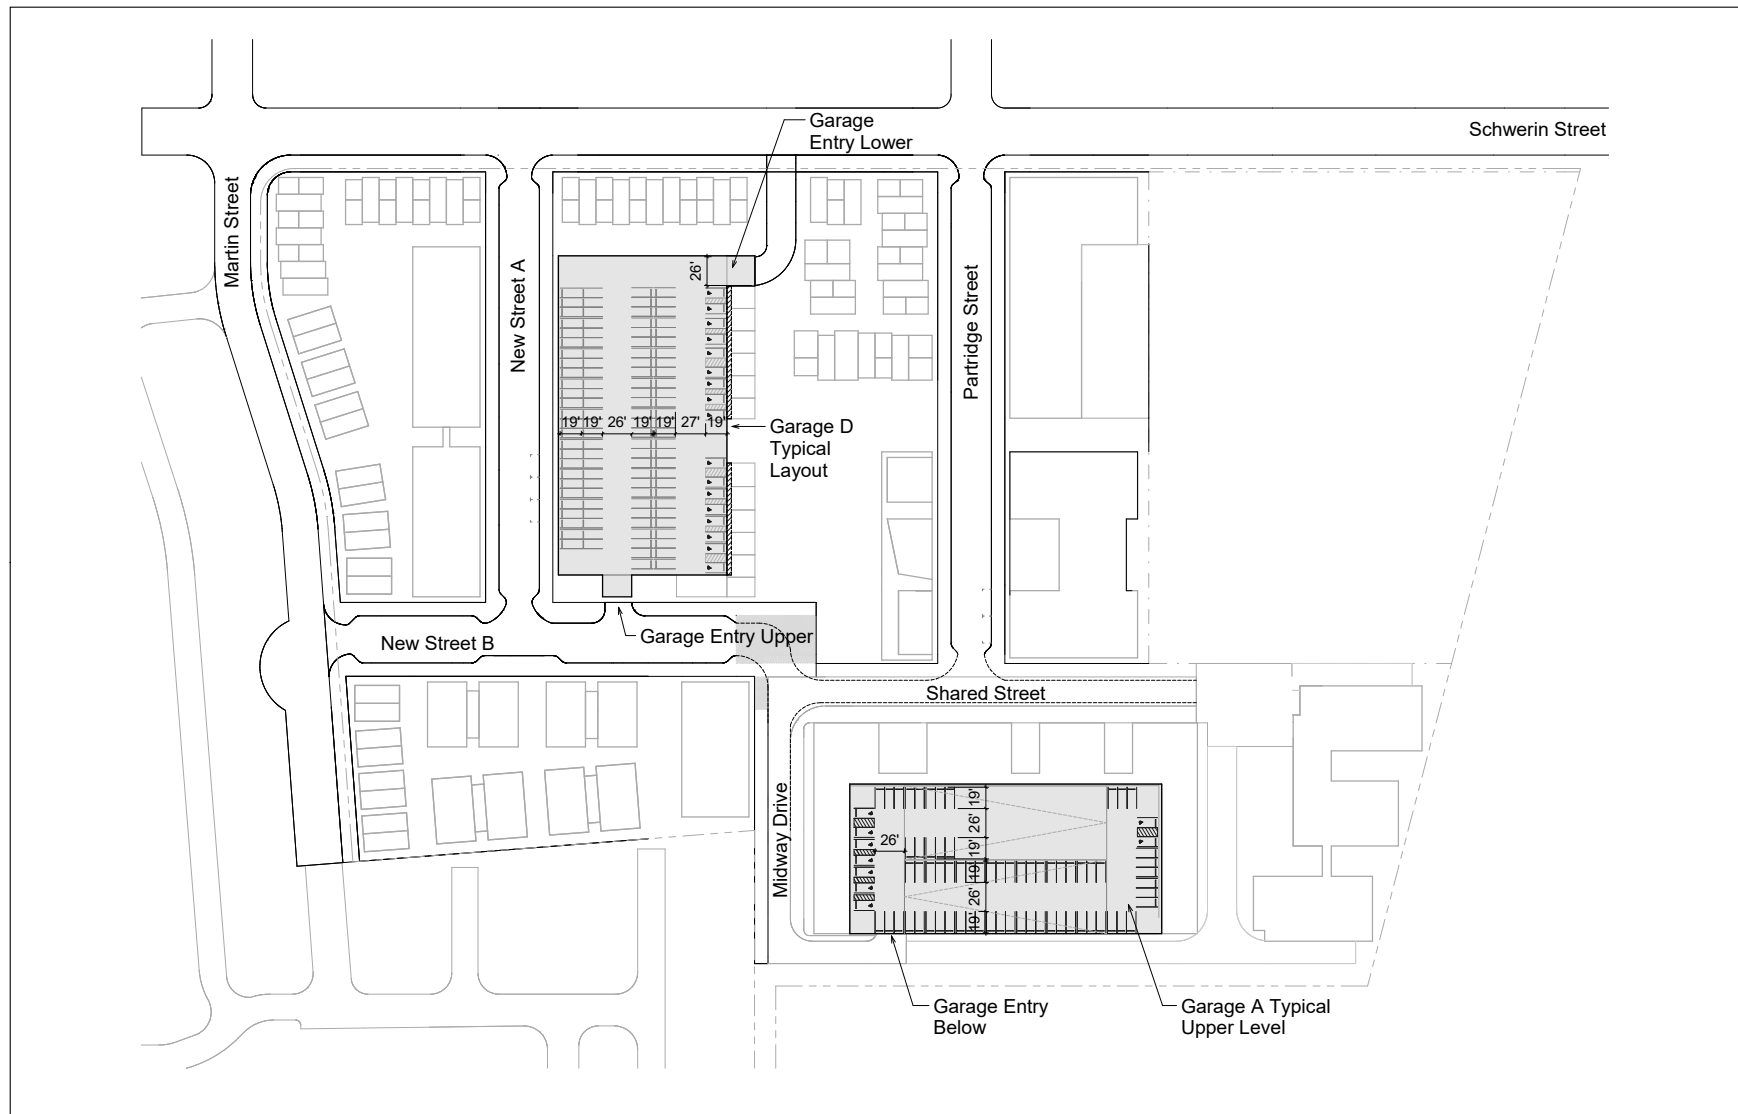 Garage
Entry Lower
Schwerin Street
Martin Street
New Street A
26'
Partridge Street
19' 19' 26' 19' 19' 27' 19'
Garage D
Typical
Layout
New Street B
Garage Entry Upper
Shared Street
Midway Drive
19'
26'
26'
19'
19'
26'
19'
Garage Entry
Below
Garage A Typical
Upper Level